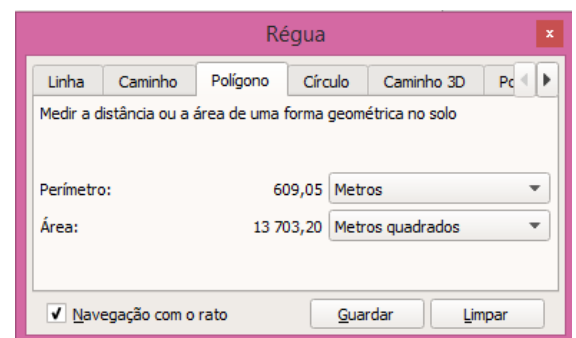 Régua
x
Linha Caminho Polígono Círculo Caminho 3D
Medir a distância ou a área de uma forma geométrica no solo
Perímetro: 609,05 Metros
Área: 13 703,20 Metros quadrados
Navegação com o rato Guardar Limpar